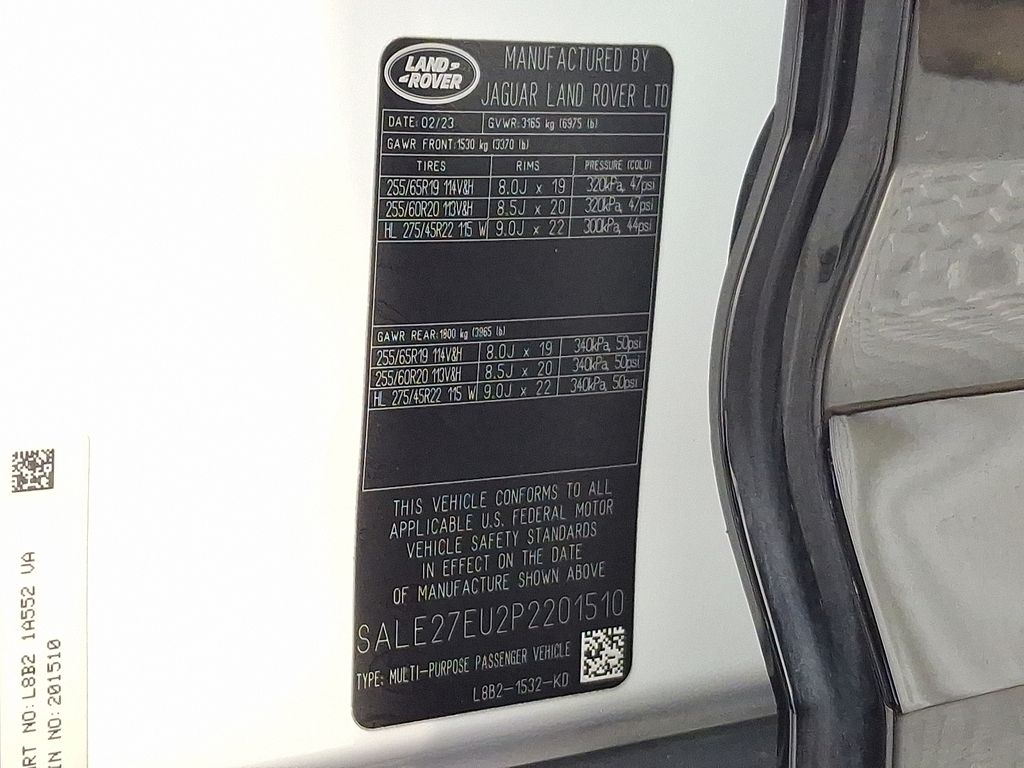 LAND
ROVER
MANUFACTURED BY
JAGUAR LAND ROVER LTD
DATE: 02/23 GVWR: 3165 kg (6975 lb)
GAWR FRONT: 1530 kg (3370 lb)
TIRES RIMS PRESSURE (COLD)
255/65R19 114V&H 8.0J x 19 320kPa, 47psi
255/60R20 113V&H 8.5J x 20 320kPa, 47psi
HL 275/45R22 115 W 9.0J x 22 300kPa, 44psi
GAWR REAR: 1800 kg (3965 lb)
255/65R19 114V&H 8.0J x 19 340kPa, 50psi
255/60R20 113V&H 8.5J x 20 340kPa, 50psi
HL 275/45R22 115 W 9.0J x 22 340kPa, 50psi
THIS VEHICLE CONFORMS TO ALL
APPLICABLE U.S. FEDERAL MOTOR
VEHICLE SAFETY STANDARDS
IN EFFECT ON THE DATE
OF MANUFACTURE SHOWN ABOVE
SALE27EU2P2201510
TYPE: MULTI-PURPOSE PASSENGER VEHICLE
L8B2-1532-KD
ART NO: L8B2 1A552 VA
IN NO: 201510